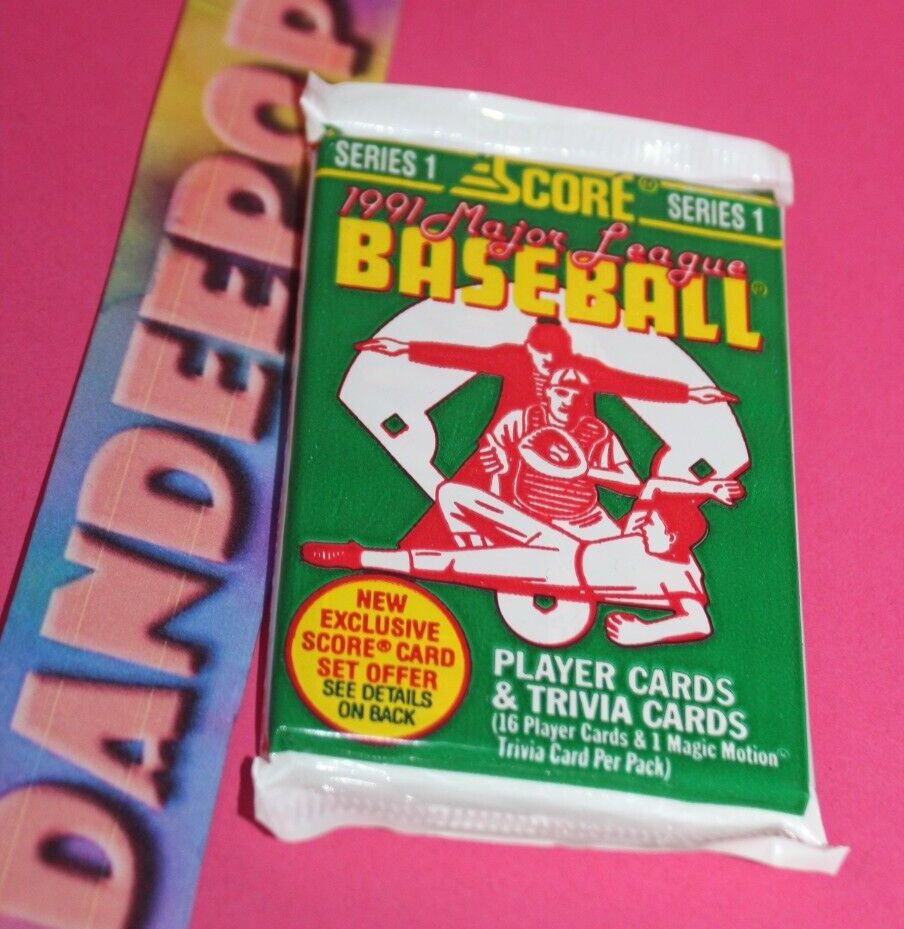 DANDEEPOP
SERIES 1 SCORE® SERIES 1
1991 Major League
BASEBALL®
NEW
EXCLUSIVE
SCORE® CARD
SET OFFER
SEE DETAILS
ON BACK
PLAYER CARDS
& TRIVIA CARDS
(16 Player Cards & 1 Magic Motion®
Trivia Card Per Pack)